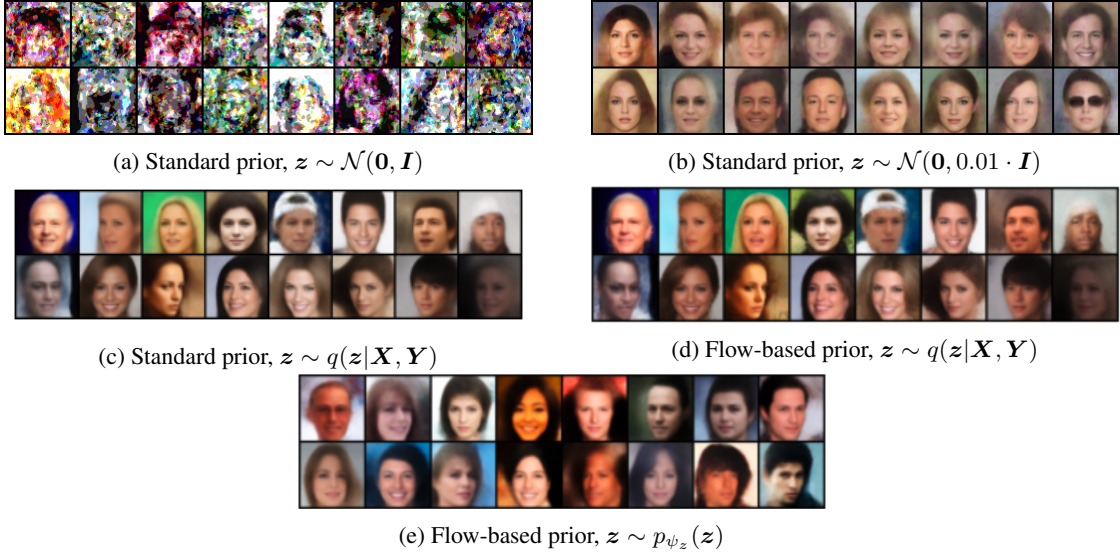 (a) Standard prior, z ∼ N(0, I)
(b) Standard prior, z ∼ N(0, 0.01 · I)
(c) Standard prior, z ∼ q(z|X, Y)
(d) Flow-based prior, z ∼ q(z|X, Y)
(e) Flow-based prior, z ∼ p_{ψ_z}(z)